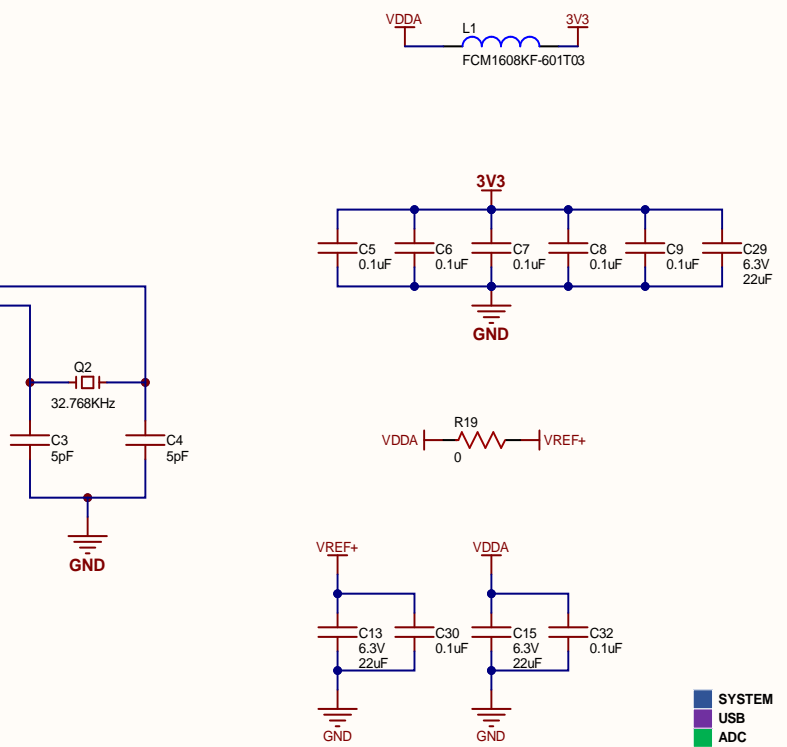 VDDA
L1
3V3
FCM1608KF-601T03
3V3
C5
0.1uF
C6
0.1uF
C7
0.1uF
C8
0.1uF
C9
0.1uF
C29
6.3V
22uF
GND
Q2
32.768KHz
C3
5pF
C4
5pF
GND
R19
VDDA
VREF+
0
VREF+
C13
6.3V
22uF
C30
0.1uF
GND
VDDA
C15
6.3V
22uF
C32
0.1uF
GND
SYSTEM
USB
ADC